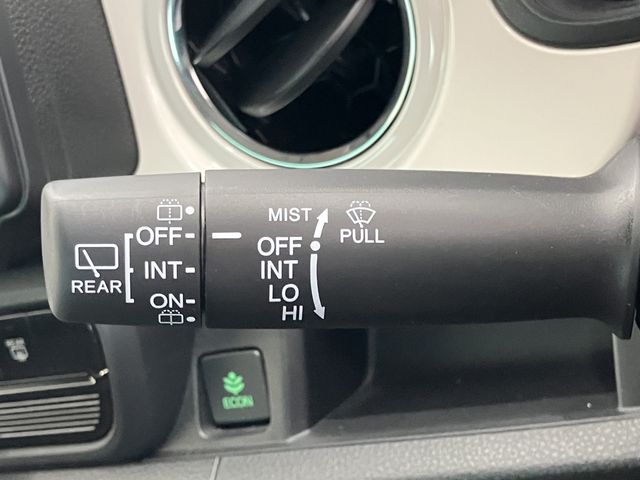 MIST
PULL
OFF
INT
LO
HI
OFF
INT
ON
REAR
ECON